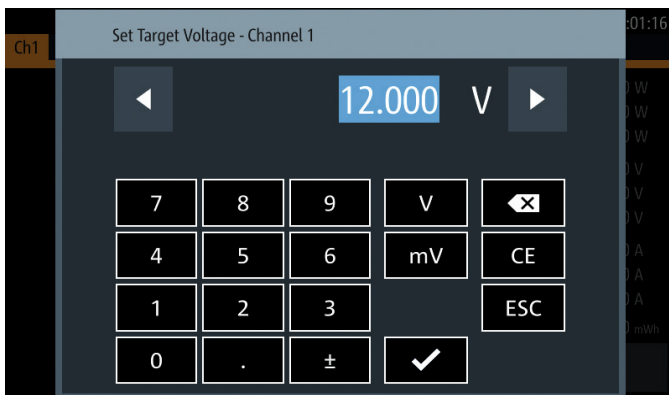 Set Target Voltage - Channel 1
:01:16
Ch1
12.000 V
7 8 9 V
4 5 6 mV CE
1 2 3 ESC
0 . ±
W
W
W
V
V
V
A
A
A
mWh